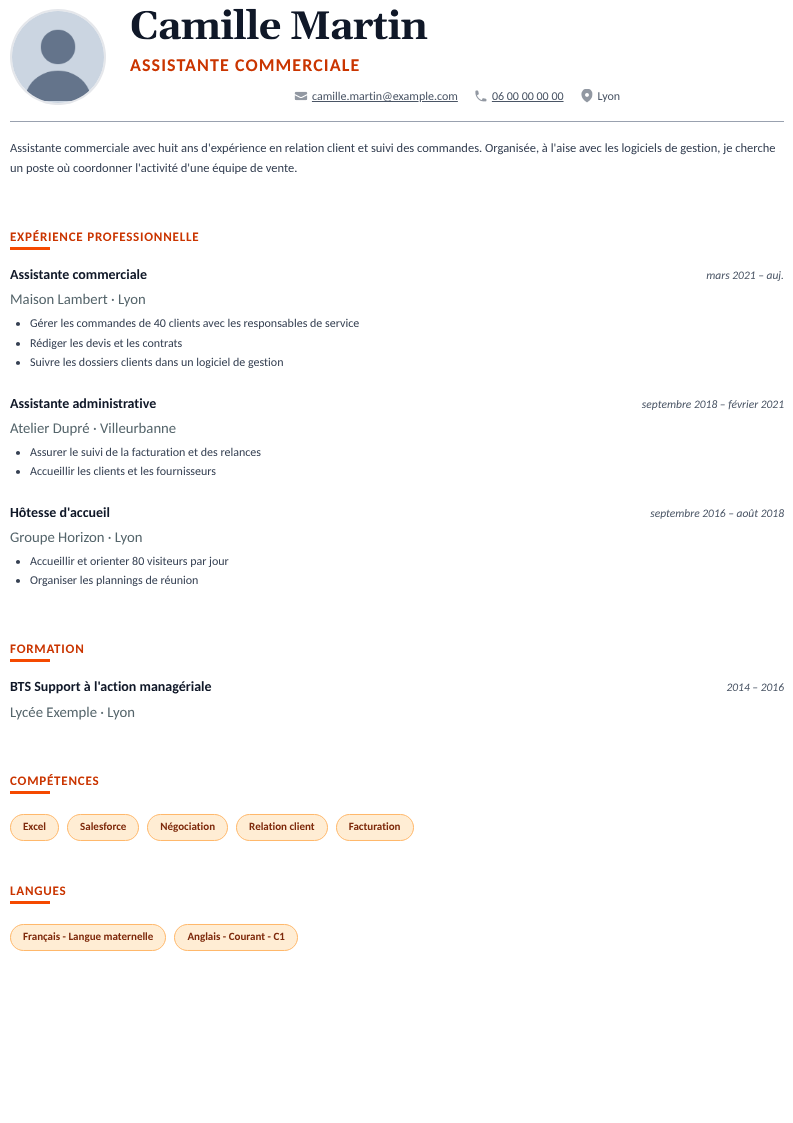 Camille Martin
ASSISTANTE COMMERCIALE
camille.martin@example.com 06 00 00 00 00 Lyon
Assistante commerciale avec huit ans d'expérience en relation client et suivi des commandes. Organisée, à l'aise avec les logiciels de gestion, je cherche
un poste où coordonner l'activité d'une équipe de vente.
EXPÉRIENCE PROFESSIONNELLE
Assistante commerciale mars 2021 – auj.
Maison Lambert · Lyon
• Gérer les commandes de 40 clients avec les responsables de service
• Rédiger les devis et les contrats
• Suivre les dossiers clients dans un logiciel de gestion
Assistante administrative septembre 2018 – février 2021
Atelier Dupré · Villeurbanne
• Assurer le suivi de la facturation et des relances
• Accueillir les clients et les fournisseurs
Hôtesse d'accueil septembre 2016 – août 2018
Groupe Horizon · Lyon
• Accueillir et orienter 80 visiteurs par jour
• Organiser les plannings de réunion
FORMATION
BTS Support à l'action managériale 2014 – 2016
Lycée Exemple · Lyon
COMPÉTENCES
Excel Salesforce Négociation Relation client Facturation
LANGUES
Français - Langue maternelle Anglais - Courant - C1